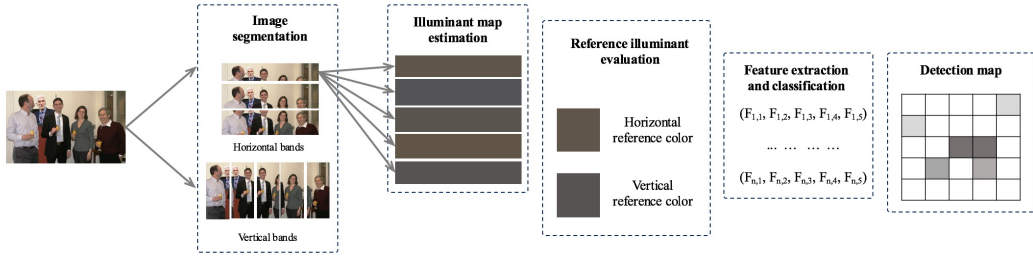 Image
segmentation
Horizontal bands
Vertical bands
Illuminant map
estimation
Reference illuminant
evaluation
Horizontal
reference color
Vertical
reference color
Feature extraction
and classification
(F1,1, F1,2, F1,3, F1,4, F1,5)
... ... ... ...
(Fn,1, Fn,2, Fn,3, Fn,4, Fn,5)
Detection map